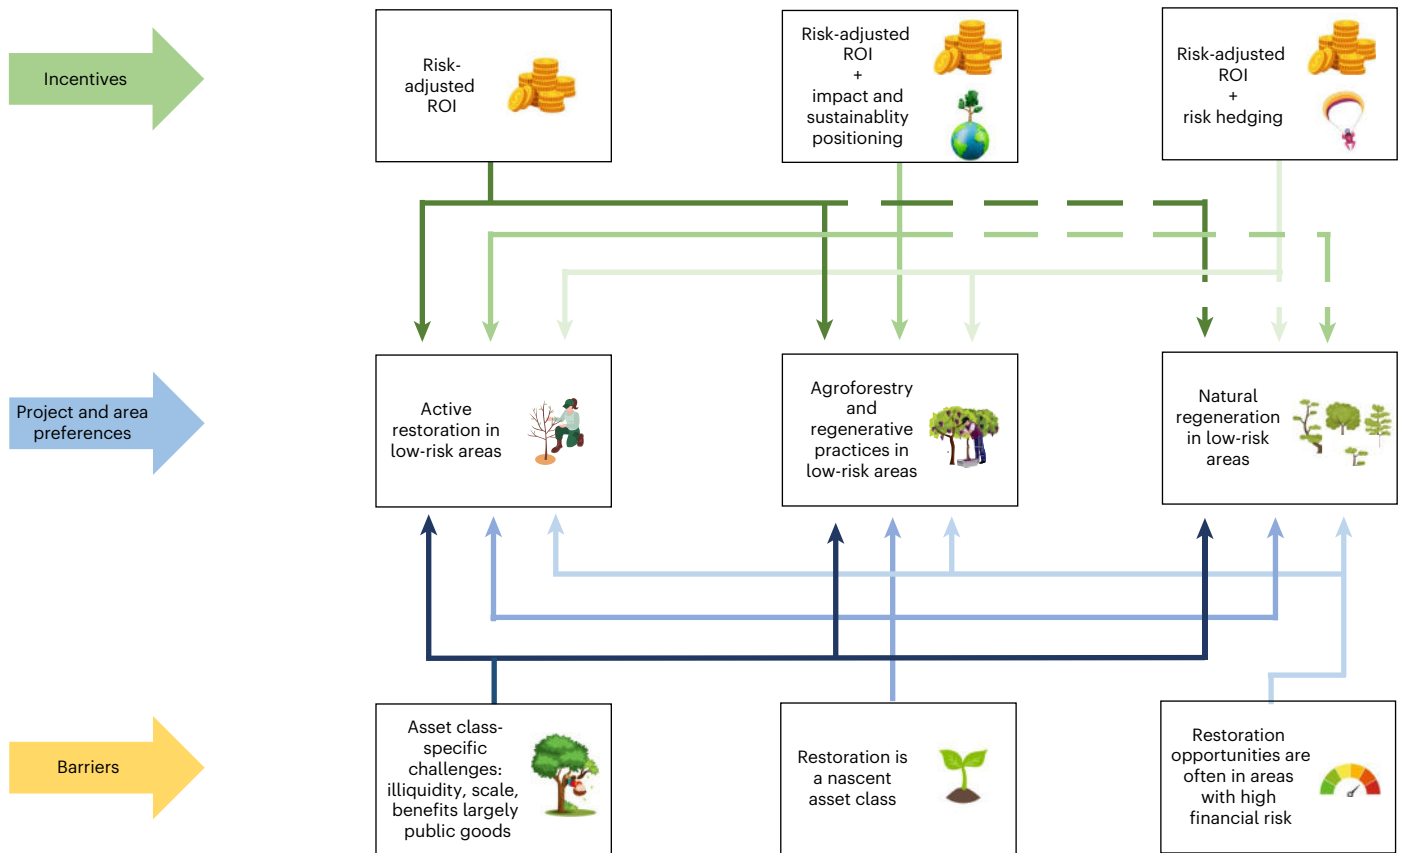 Incentives
Risk-
adjusted
ROI
Risk-adjusted
ROI
+
impact and
sustainablity
positioning
Risk-adjusted
ROI
+
risk hedging
Project and area
preferences
Active
restoration in
low-risk areas
Agroforestry
and
regenerative
practices in
low-risk areas
Natural
regeneration
in low-risk
areas
Barriers
Asset class-
specific
challenges:
illiquidity, scale,
benefits largely
public goods
Restoration is
a nascent
asset class
Restoration
opportunities are
often in areas
with high
financial risk